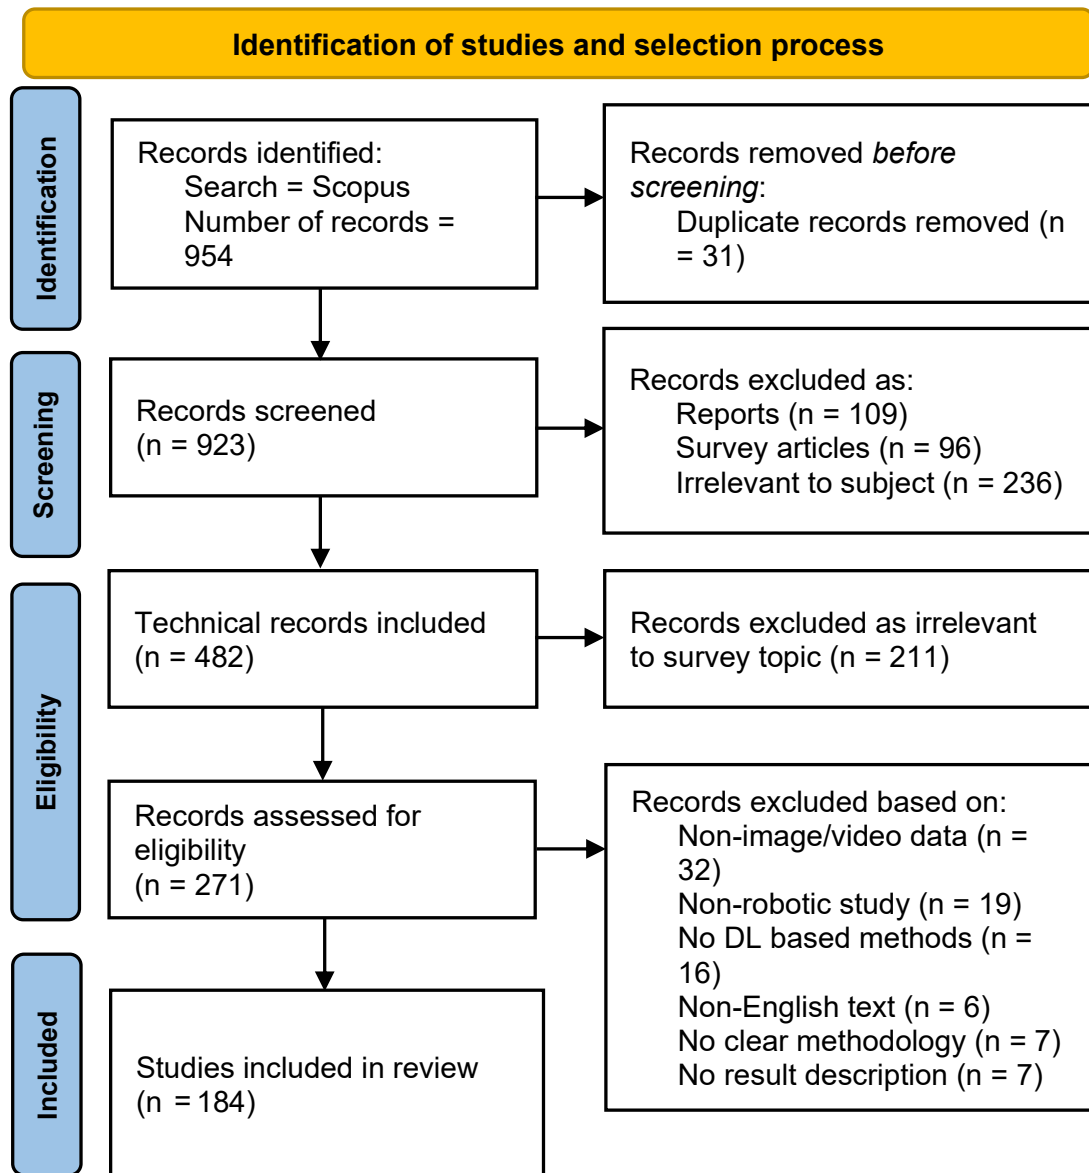 Identification of studies and selection process
Identification
Records identified:
Search = Scopus
Number of records =
954
Records removed before
screening:
Duplicate records removed (n
= 31)
Screening
Records screened
(n = 923)
Records excluded as:
Reports (n = 109)
Survey articles (n = 96)
Irrelevant to subject (n = 236)
Eligibility
Technical records included
(n = 482)
Records excluded as irrelevant
to survey topic (n = 211)
Records assessed for
eligibility
(n = 271)
Records excluded based on:
Non-image/video data (n =
32)
Non-robotic study (n = 19)
No DL based methods (n =
16)
Non-English text (n = 6)
No clear methodology (n = 7)
No result description (n = 7)
Included
Studies included in review
(n = 184)